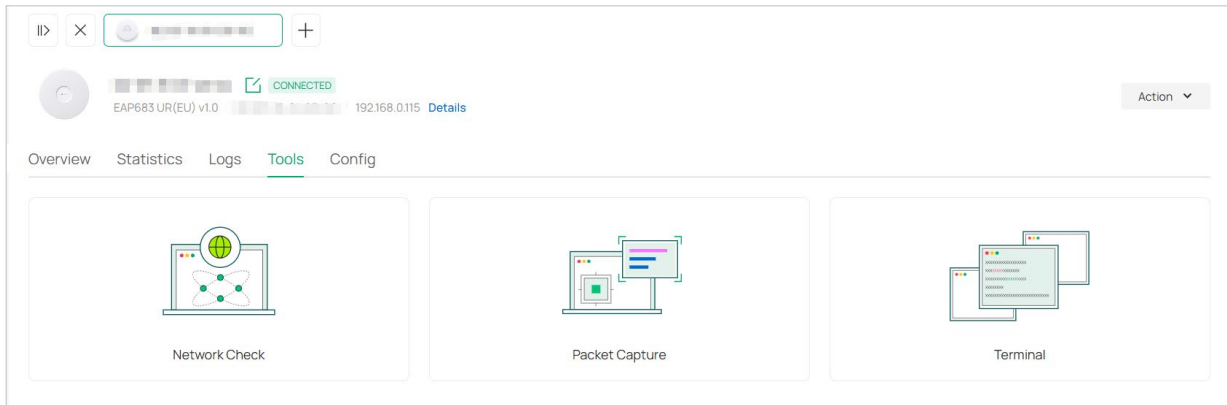 CONNECTED
EAP683 UR(EU) v1.0 192.168.0.115 Details
Action
Overview Statistics Logs Tools Config
Network Check Packet Capture Terminal